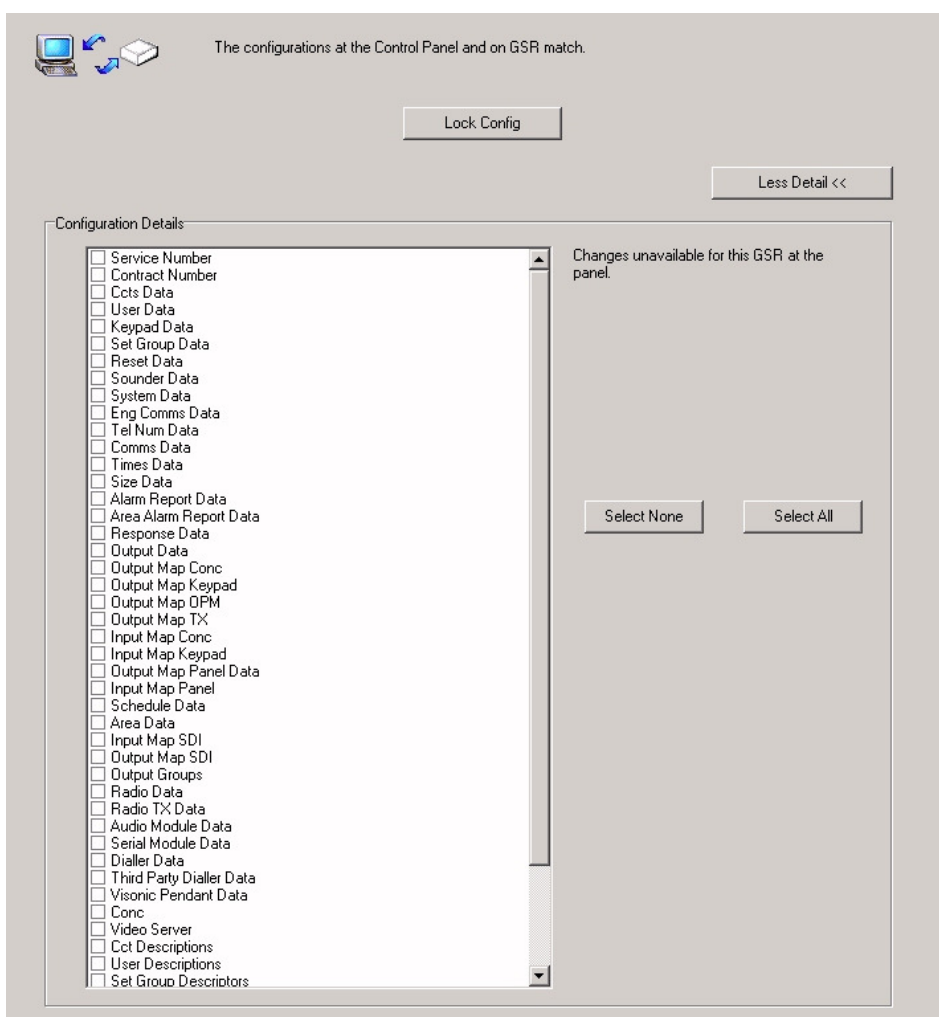 The configurations at the Control Panel and on GSR match.
Lock Config
Less Detail <<
Configuration Details
Service Number
Contract Number
Ccts Data
User Data
Keypad Data
Set Group Data
Reset Data
Sounder Data
System Data
Eng Comms Data
Tel Num Data
Comms Data
Times Data
Size Data
Alarm Report Data
Area Alarm Report Data
Response Data
Output Data
Output Map Conc
Output Map Keypad
Output Map OPM
Output Map TX
Input Map Conc
Input Map Keypad
Output Map Panel Data
Input Map Panel
Schedule Data
Area Data
Input Map SDI
Output Map SDI
Output Groups
Radio Data
Radio TX Data
Audio Module Data
Serial Module Data
Dialler Data
Third Party Dialler Data
Visonic Pendant Data
Conc
Video Server
Cct Descriptions
User Descriptions
Set Group Descriptors
Changes unavailable for this GSR at the
panel.
Select None
Select All